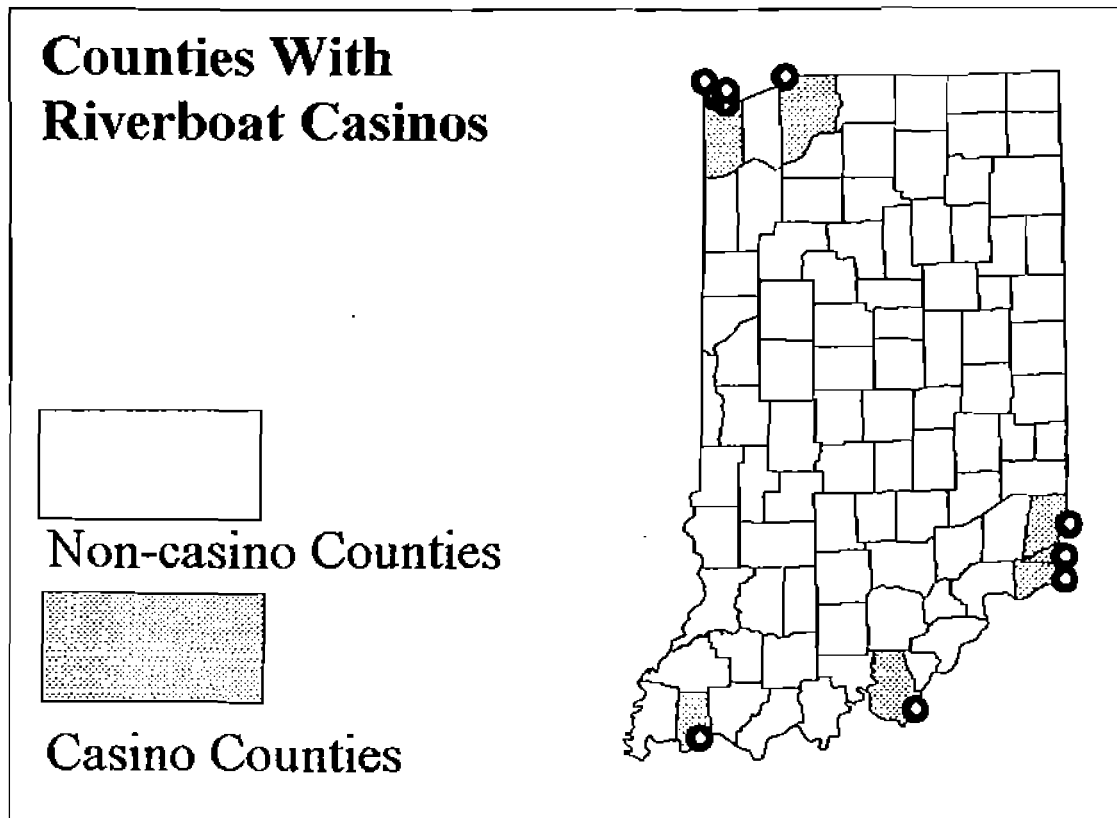 Counties With
Riverboat Casinos
Non-casino Counties
Casino Counties